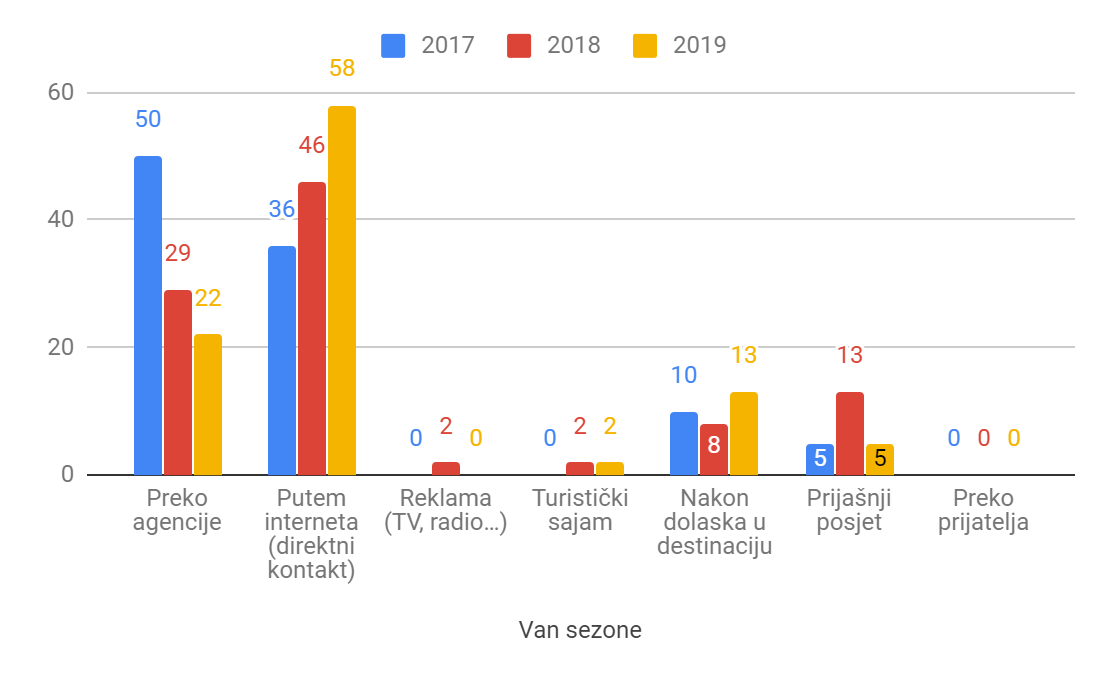 2017 2018 2019
60
40
20
0
50 29 22
36 46 58
0 2 0
0 2 2
10 8 13
5 13 5
0 0 0
Preko
agencije
Putem
interneta
(direktni
kontakt)
Reklama
(TV, radio…)
Turistički
sajam
Nakon
dolaska u
destinaciju
Prijašnji
posjet
Preko
prijatelja
Van sezone